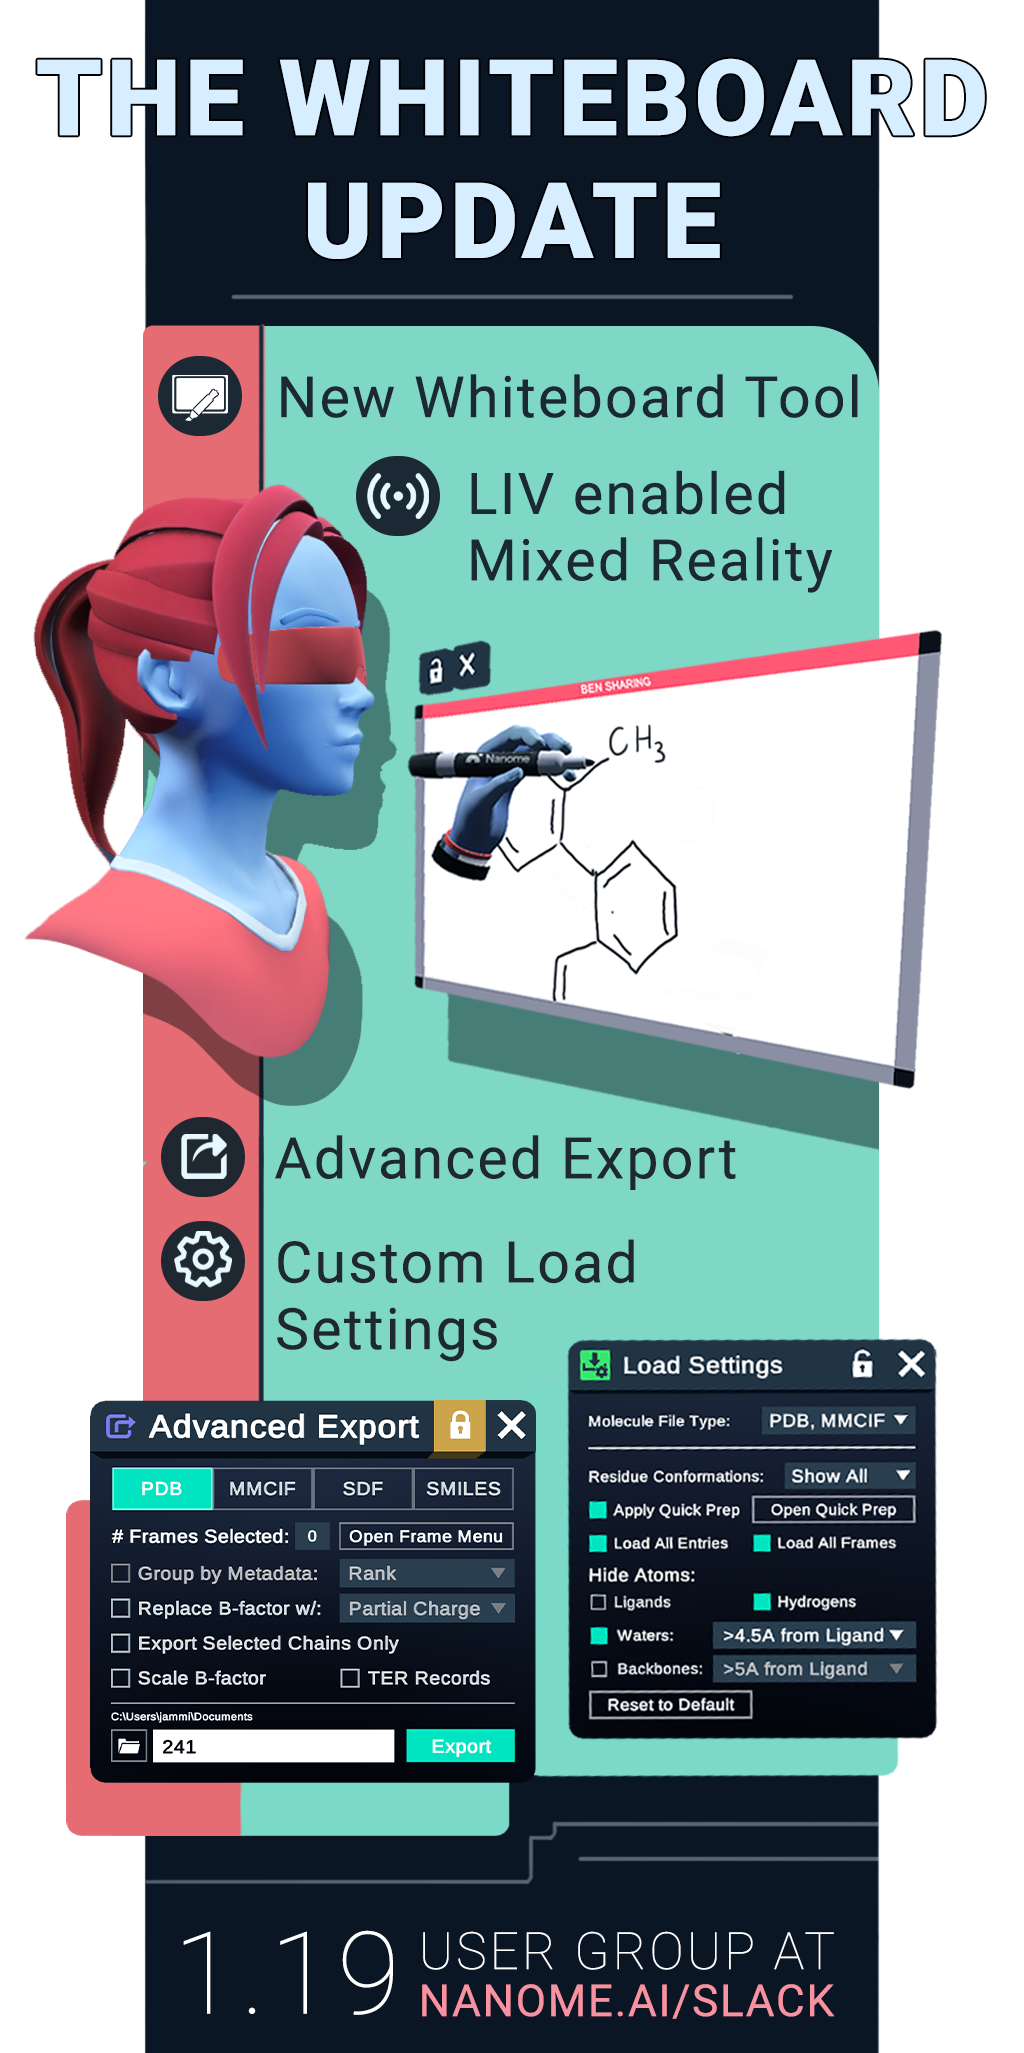 THE WHITEBOARD
UPDATE
New Whiteboard Tool
LIV enabled
Mixed Reality
BEN SHARING
Nanome
CH3
Advanced Export
Custom Load
Settings
Load Settings
Molecule File Type: PDB, MMCIF
Residue Conformations: Show All
Apply Quick Prep Open Quick Prep
Load All Entries Load All Frames
Hide Atoms:
Ligands Hydrogens
Waters: >4.5A from Ligand
Backbones: >5A from Ligand
Reset to Default
Advanced Export
PDB MMCIF SDF SMILES
# Frames Selected: 0 Open Frame Menu
Group by Metadata: Rank
Replace B-factor w/: Partial Charge
Export Selected Chains Only
Scale B-factor TER Records
C:\Users\jammi\Documents
241 Export
1.19
USER GROUP AT
NANOME.AI/SLACK